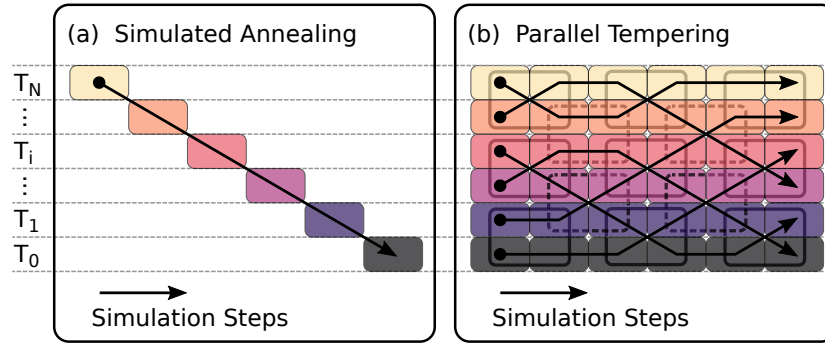 (a) Simulated Annealing
(b) Parallel Tempering
T_N
⋮
T_i
⋮
T_1
T_0
Simulation Steps
Simulation Steps